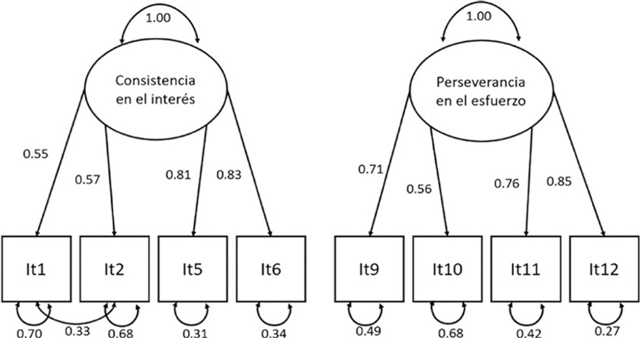 1.00
1.00
Consistencia
en el interés
Perseverancia
en el esfuerzo
0.55
0.57
0.81
0.83
0.71
0.56
0.76
0.85
It1
It2
It5
It6
It9
It10
It11
It12
0.70
0.33
0.68
0.31
0.34
0.49
0.68
0.42
0.27